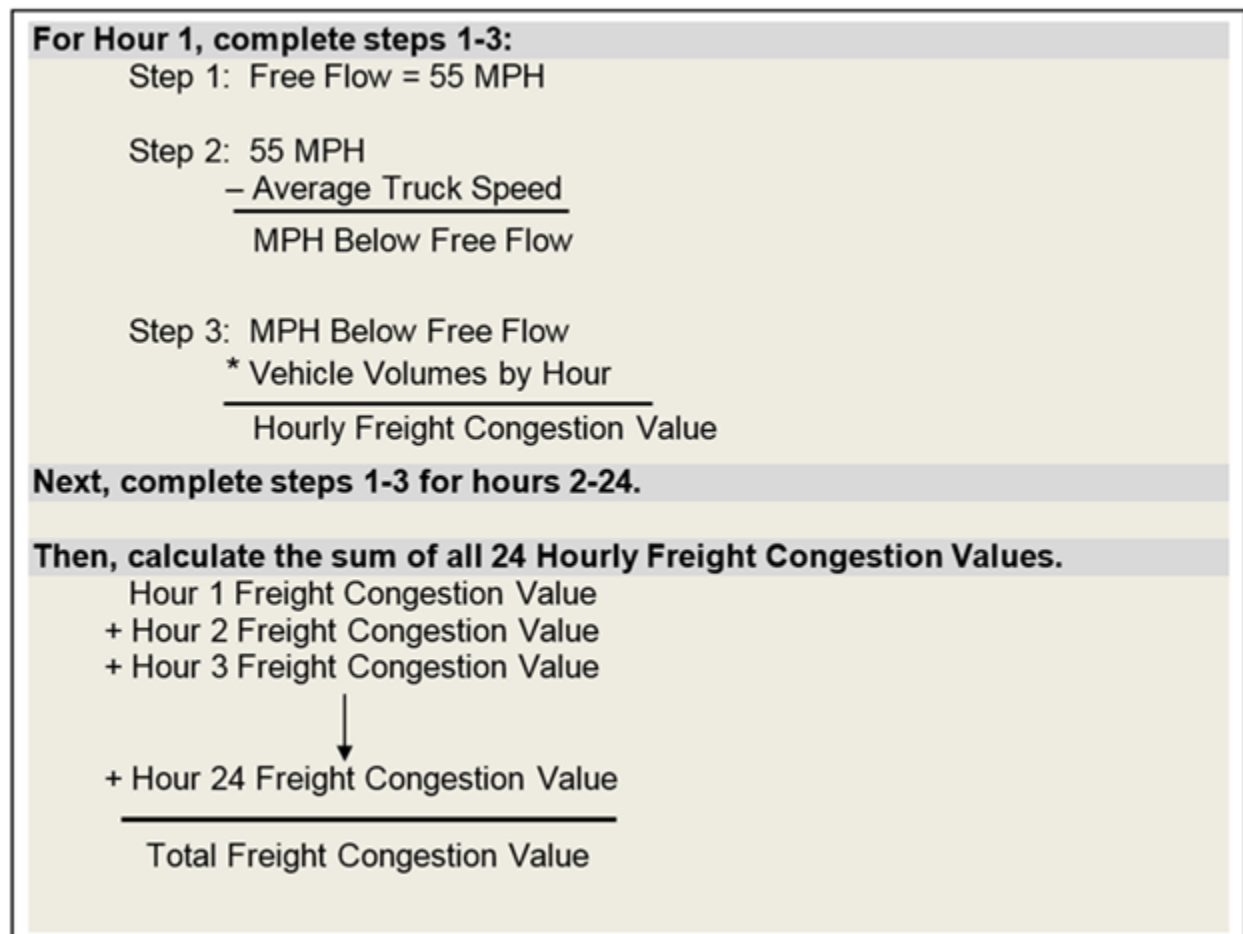 For Hour 1, complete steps 1-3:
Step 1: Free Flow = 55 MPH
Step 2: 55 MPH
– Average Truck Speed
MPH Below Free Flow
Step 3: MPH Below Free Flow
* Vehicle Volumes by Hour
Hourly Freight Congestion Value
Next, complete steps 1-3 for hours 2-24.
Then, calculate the sum of all 24 Hourly Freight Congestion Values.
Hour 1 Freight Congestion Value
+ Hour 2 Freight Congestion Value
+ Hour 3 Freight Congestion Value
+ Hour 24 Freight Congestion Value
Total Freight Congestion Value